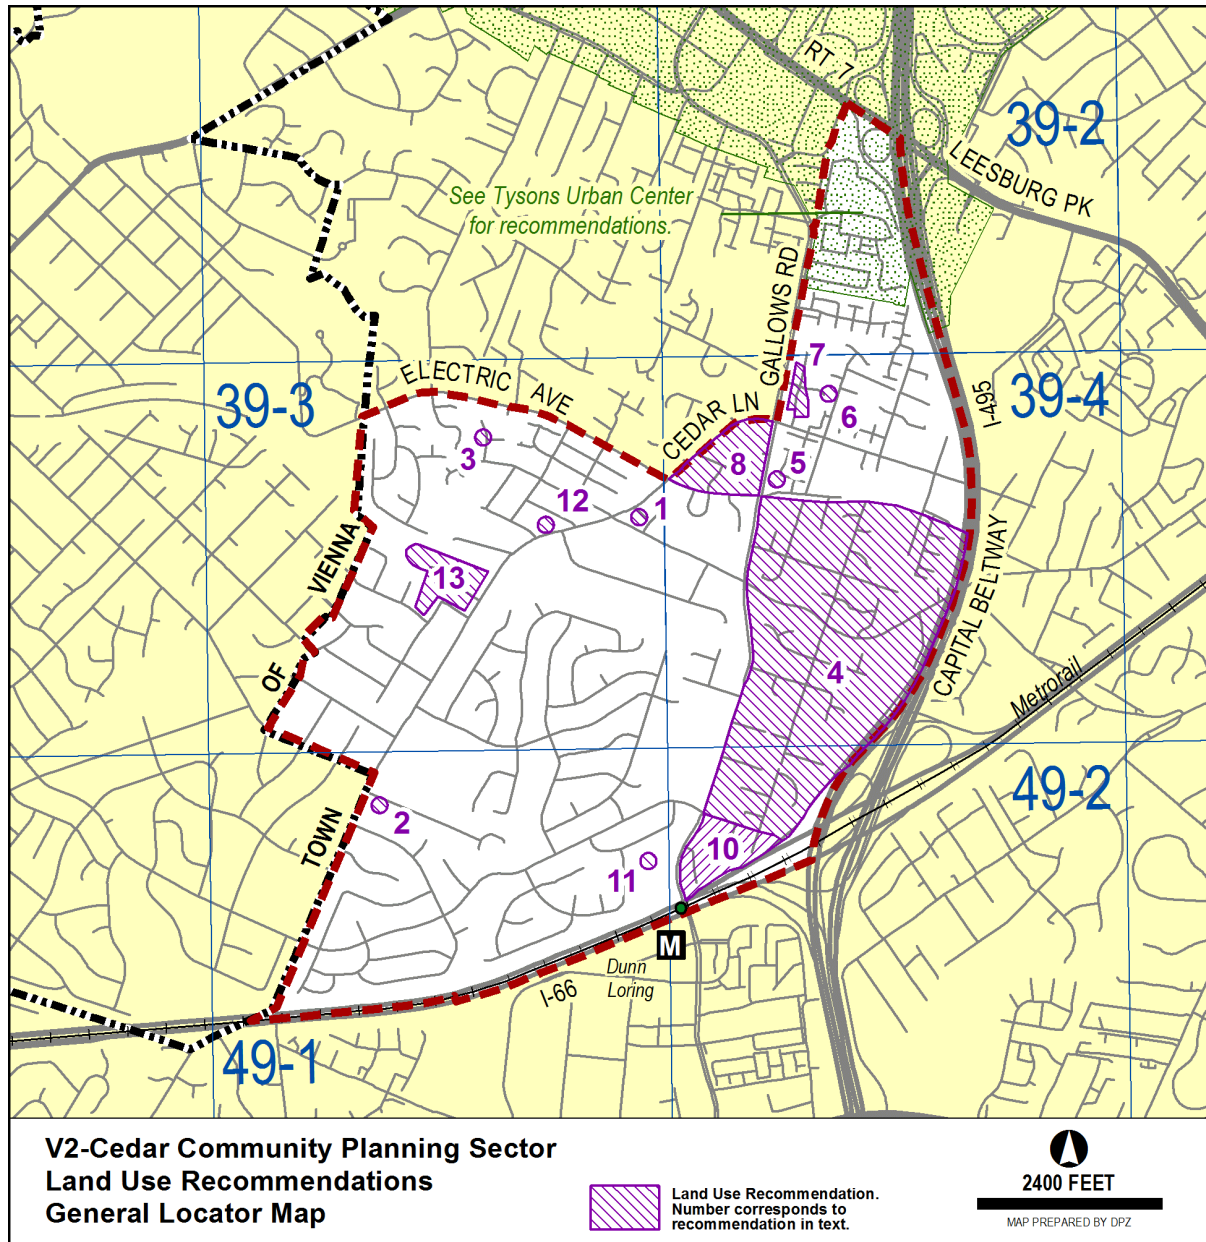 RT 7
39-2
LEESBURG PK
See Tysons Urban Center
for recommendations.
GALLOWS RD
39-3
ELECTRIC AVE
CEDAR LN
7
6
I-495
39-4
3
8
5
12
1
VIENNA
13
OF
4
CAPITAL BELTWAY
Metrorail
49-2
2
TOWN
10
11
M
Dunn
Loring
I-66
49-1
V2-Cedar Community Planning Sector
Land Use Recommendations
General Locator Map
Land Use Recommendation.
Number corresponds to
recommendation in text.
2400 FEET
MAP PREPARED BY DPZ